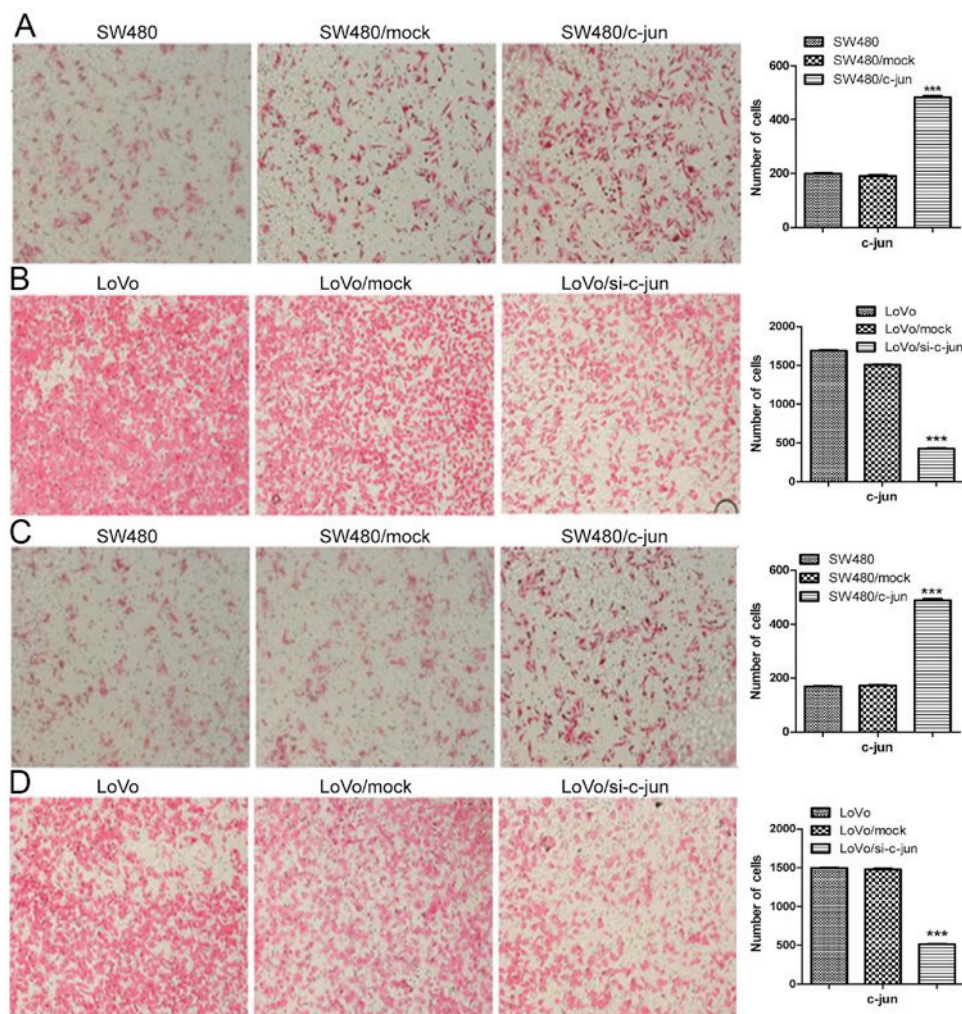 A
SW480
SW480/mock
SW480/c-jun
SW480
SW480/mock
SW480/c-jun
600
400
200
0
Number of cells
***
c-jun
B
LoVo
LoVo/mock
LoVo/si-c-jun
LoVo
LoVo/mock
LoVo/si-c-jun
2000
1500
1000
500
0
Number of cells
***
c-jun
C
SW480
SW480/mock
SW480/c-jun
SW480
SW480/mock
SW480/c-jun
600
400
200
0
Number of cells
***
c-jun
D
LoVo
LoVo/mock
LoVo/si-c-jun
LoVo
LoVo/mock
LoVo/si-c-jun
2000
1500
1000
500
0
Number of cells
***
c-jun